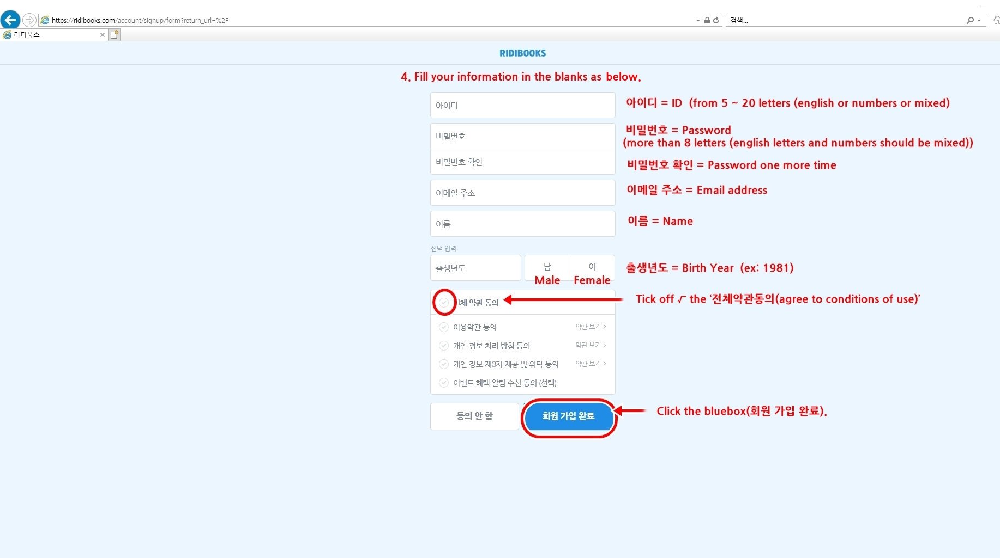 https://ridibooks.com/account/signup/form?return_url=%2F
검색...
리디북스
RIDIBOOKS
4. Fill your information in the blanks as below.
아이디
아이디 = ID (from 5 ~ 20 letters (english or numbers or mixed)
비밀번호
비밀번호 = Password
(more than 8 letters (english letters and numbers should be mixed))
비밀번호 확인
비밀번호 확인 = Password one more time
이메일 주소
이메일 주소 = Email address
이름
이름 = Name
선택 입력
출생년도
남
여
Male
Female
출생년도 = Birth Year (ex: 1981)
체 약관 동의
Tick off √ the ‘전체약관동의(agree to conditions of use)’
이용약관 동의
약관 보기 >
개인 정보 처리 방침 동의
약관 보기 >
개인 정보 제3자 제공 및 위탁 동의
약관 보기 >
이벤트 혜택 알림 수신 동의 (선택)
동의 안 함
회원 가입 완료
Click the bluebox(회원 가입 완료).